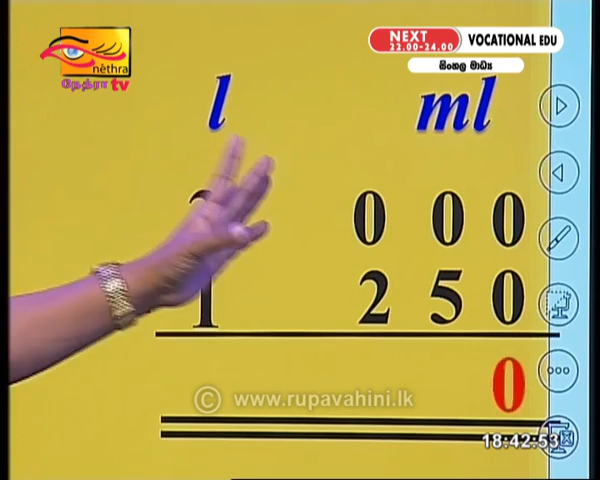 NEXT
22.00-24.00
VOCATIONAL EDU
සිංහල මාධ්‍ය
nēthra
நேத்ரா tv
l ml
0 0 0
1 2 5 0
0
© www.rupavahini.lk
18:42:53